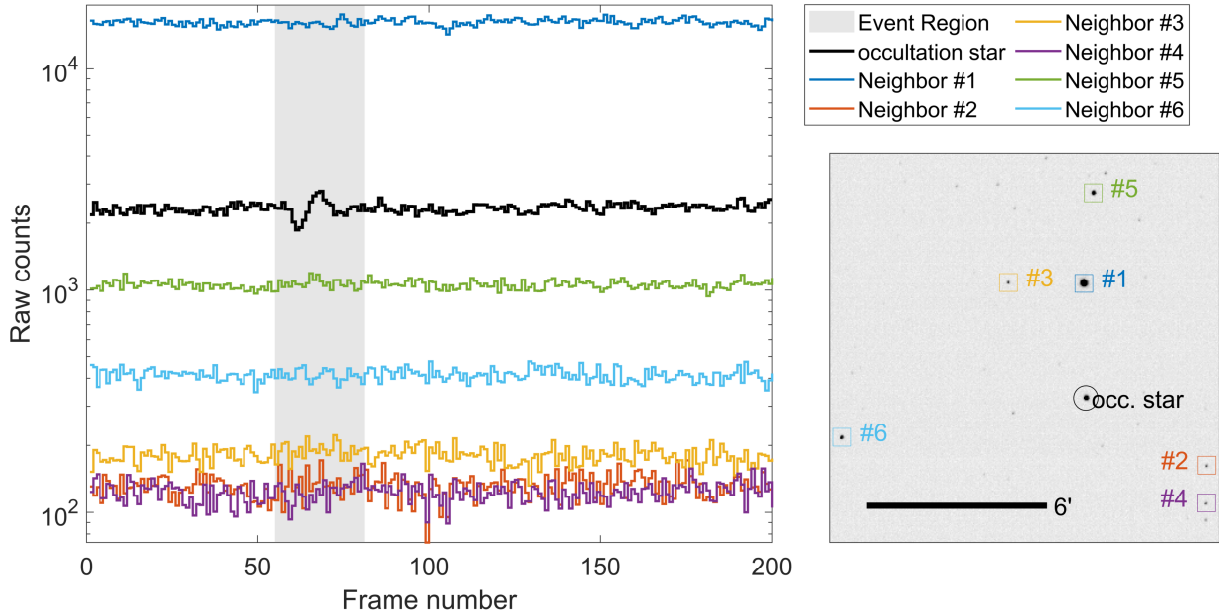 10^4
10^3
10^2
Raw counts
0
50
100
150
200
Frame number
Event Region
occultation star
Neighbor #1
Neighbor #2
Neighbor #3
Neighbor #4
Neighbor #5
Neighbor #6
#5
#3
#1
occ. star
#6
#2
#4
6'